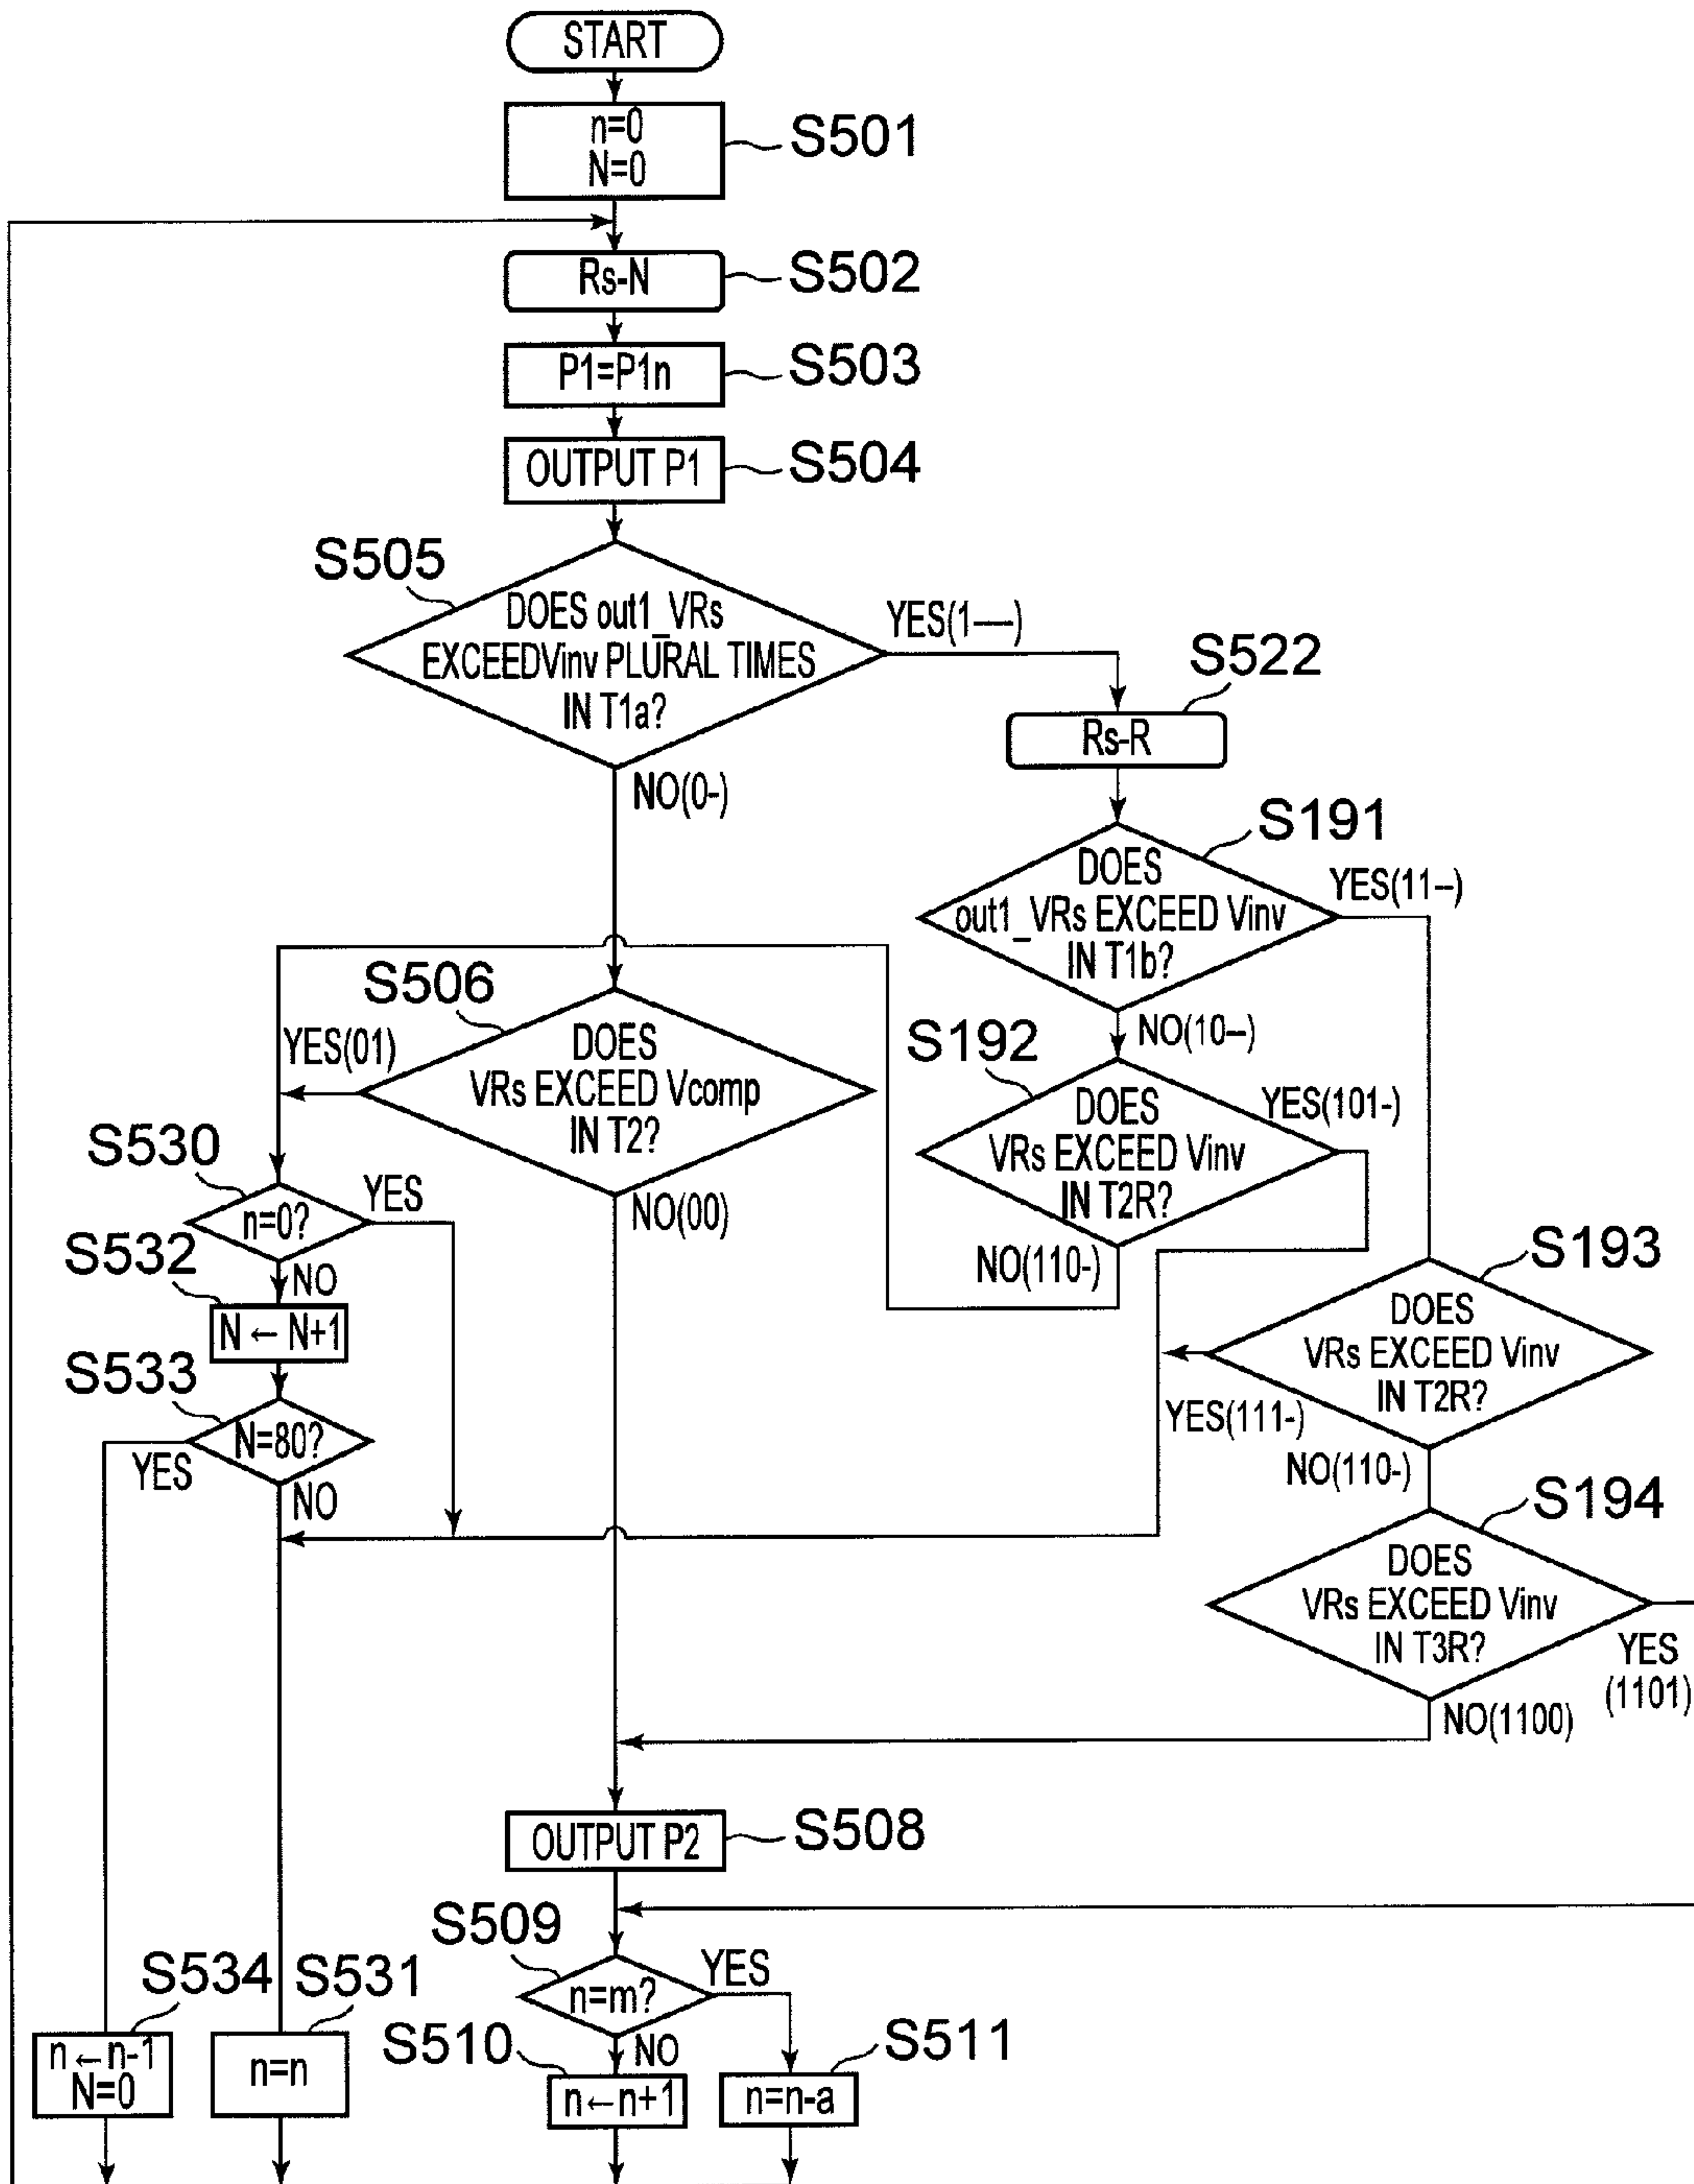 START
n=0
N=0
S501
Rs-N
S502
P1=P1n
S503
OUTPUT P1
S504
S505
DOES out1_VRs
EXCEEDVinv PLURAL TIMES
IN T1a?
YES(1----)
NO(0-)
S522
Rs-R
S191
DOES
out1_VRs EXCEED Vinv
IN T1b?
YES(11--)
NO(10--)
S506
DOES
VRs EXCEED Vcomp
IN T2?
YES(01)
NO(00)
S192
DOES
VRs EXCEED Vinv
IN T2R?
YES(101-)
NO(110-)
S530
n=0?
YES
NO
S532
N ← N+1
S533
N=80?
YES
NO
S193
DOES
VRs EXCEED Vinv
IN T2R?
YES(111-)
NO(110-)
S194
DOES
VRs EXCEED Vinv
IN T3R?
YES
(1101)
NO(1100)
OUTPUT P2
S508
S509
n=m?
YES
NO
S534
n←n-1
N=0
S531
n=n
S510
n←n+1
S511
n=n-a